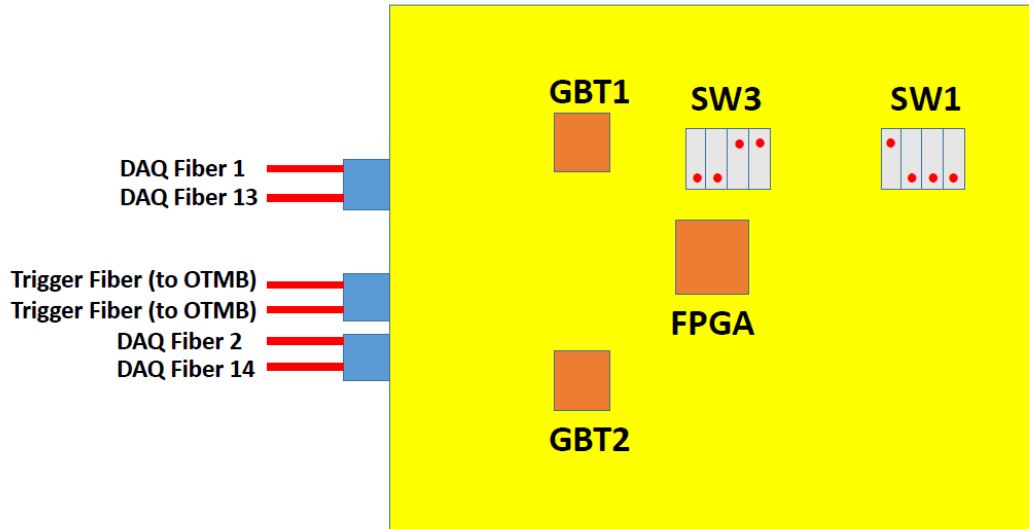 GBT1
SW3
SW1
DAQ Fiber 1
DAQ Fiber 13
Trigger Fiber (to OTMB)
Trigger Fiber (to OTMB)
FPGA
DAQ Fiber 2
DAQ Fiber 14
GBT2